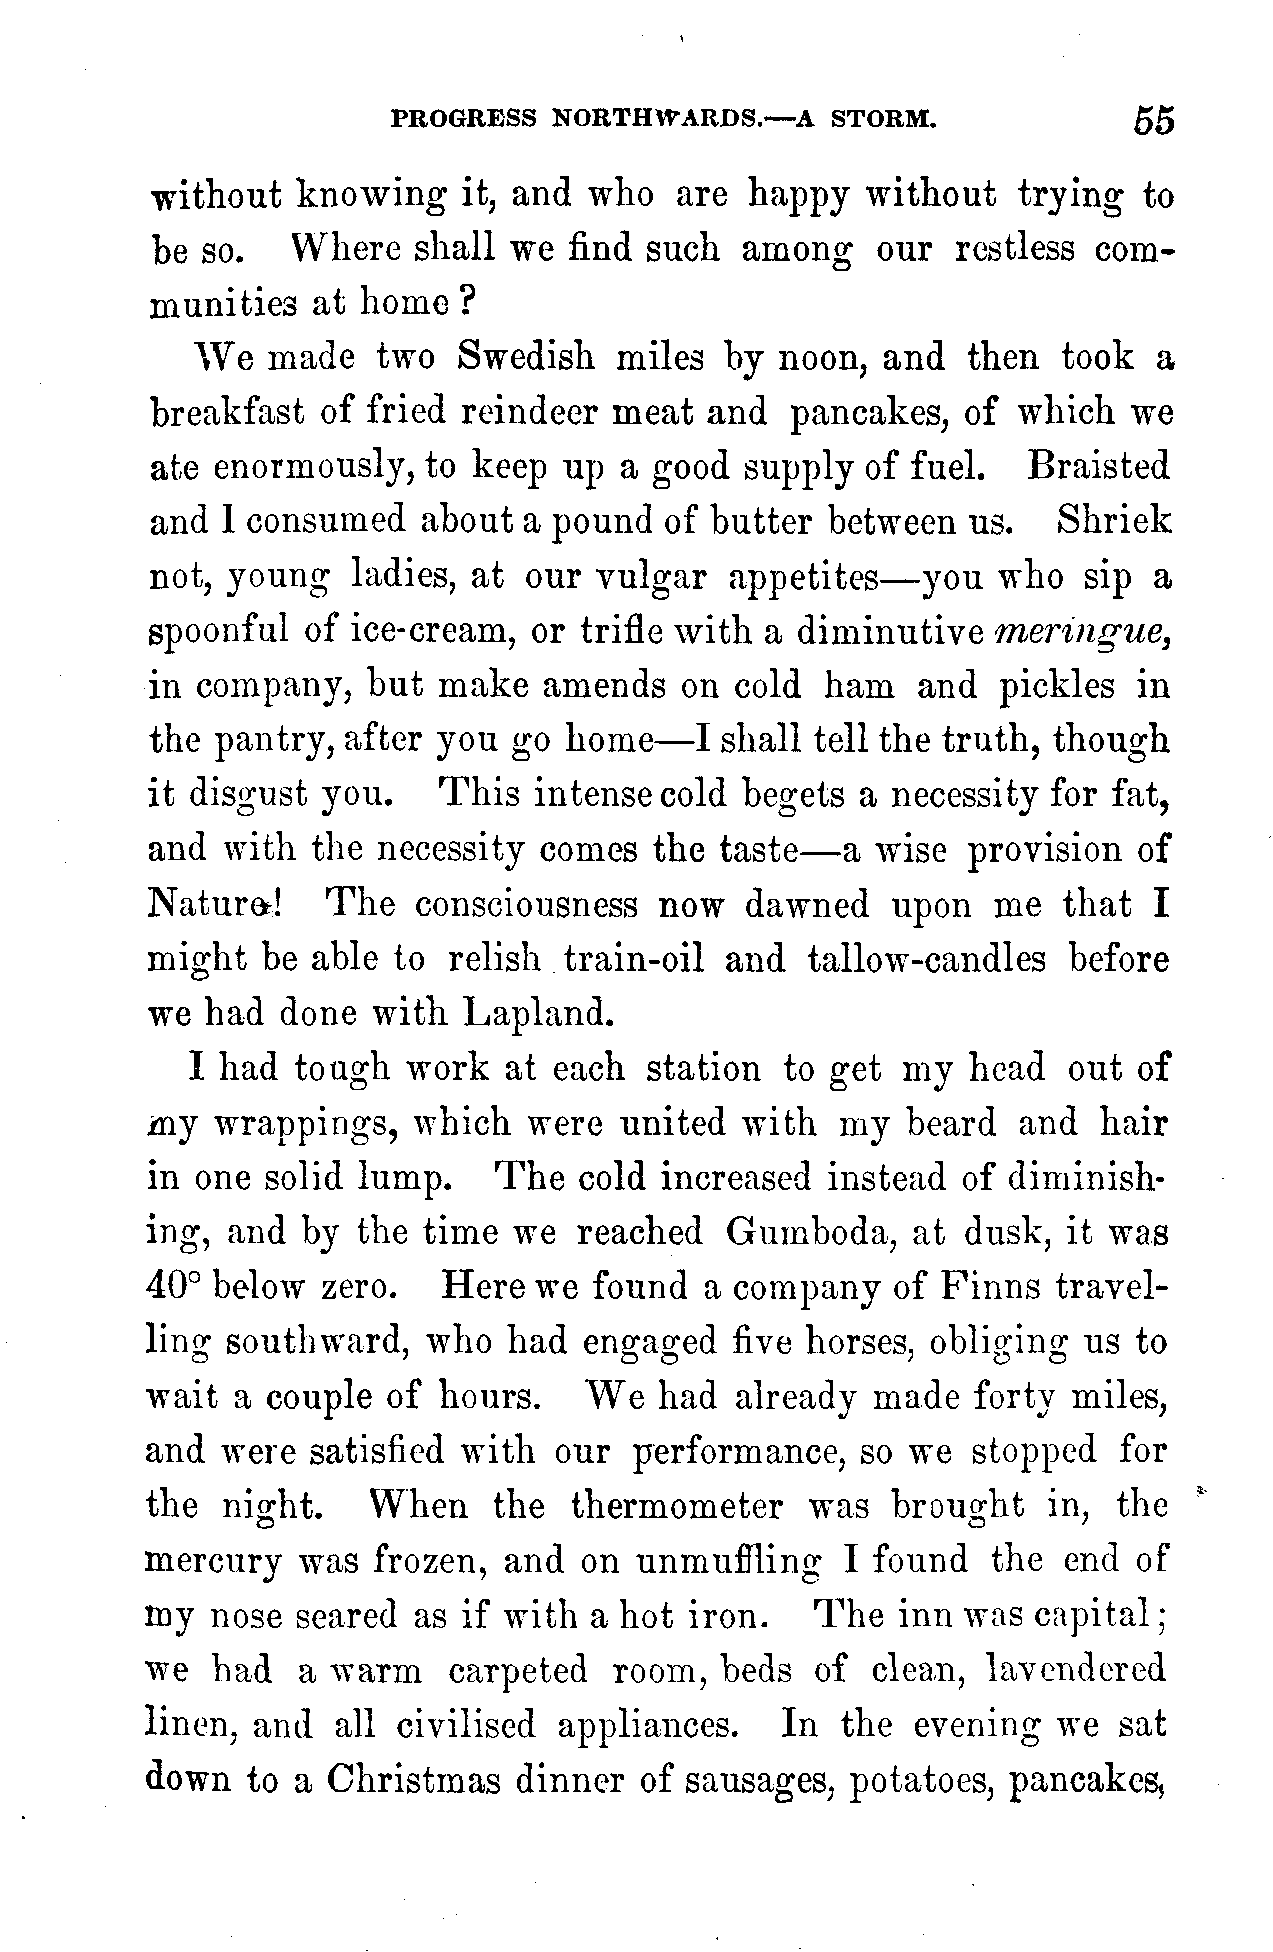 PROGRESS NORTHWARDS.—A STORM. 55
without knowing it, and who are happy without trying to
be so. Where shall we find such among our restless com-
munities at home?
We made two Swedish miles by noon, and then took a
breakfast of fried reindeer meat and pancakes, of which we
ate enormously, to keep up a good supply of fuel. Braisted
and I consumed about a pound of butter between us. Shriek
not, young ladies, at our vulgar appetites—you who sip a
spoonful of ice-cream, or trifle with a diminutive meringue,
in company, but make amends on cold ham and pickles in
the pantry, after you go home—I shall tell the truth, though
it disgust you. This intense cold begets a necessity for fat,
and with the necessity comes the taste—a wise provision of
Nature! The consciousness now dawned upon me that I
might be able to relish train-oil and tallow-candles before
we had done with Lapland.
I had tough work at each station to get my head out of
my wrappings, which were united with my beard and hair
in one solid lump. The cold increased instead of diminish-
ing, and by the time we reached Gumboda, at dusk, it was
40° below zero. Here we found a company of Finns travel-
ling southward, who had engaged five horses, obliging us to
wait a couple of hours. We had already made forty miles,
and were satisfied with our performance, so we stopped for
the night. When the thermometer was brought in, the
mercury was frozen, and on unmuffling I found the end of
my nose seared as if with a hot iron. The inn was capital;
we had a warm carpeted room, beds of clean, lavendered
linen, and all civilised appliances. In the evening we sat
down to a Christmas dinner of sausages, potatoes, pancakes,